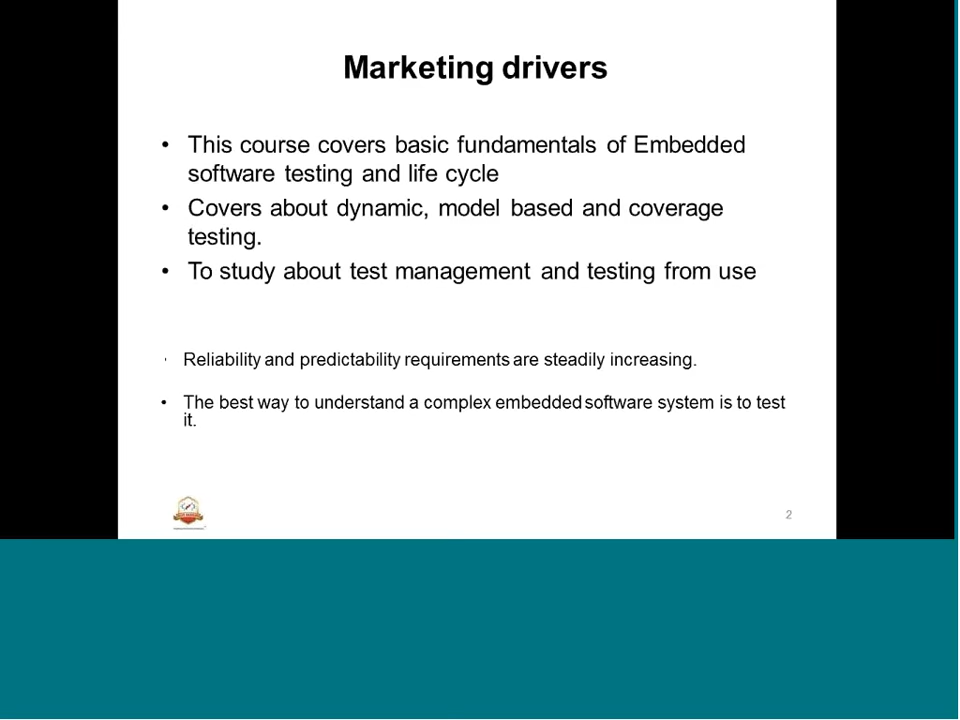 Marketing drivers
• This course covers basic fundamentals of Embedded
software testing and life cycle
• Covers about dynamic, model based and coverage
testing.
• To study about test management and testing from use
• Reliability and predictability requirements are steadily increasing.
• The best way to understand a complex embedded software system is to test
it.
2